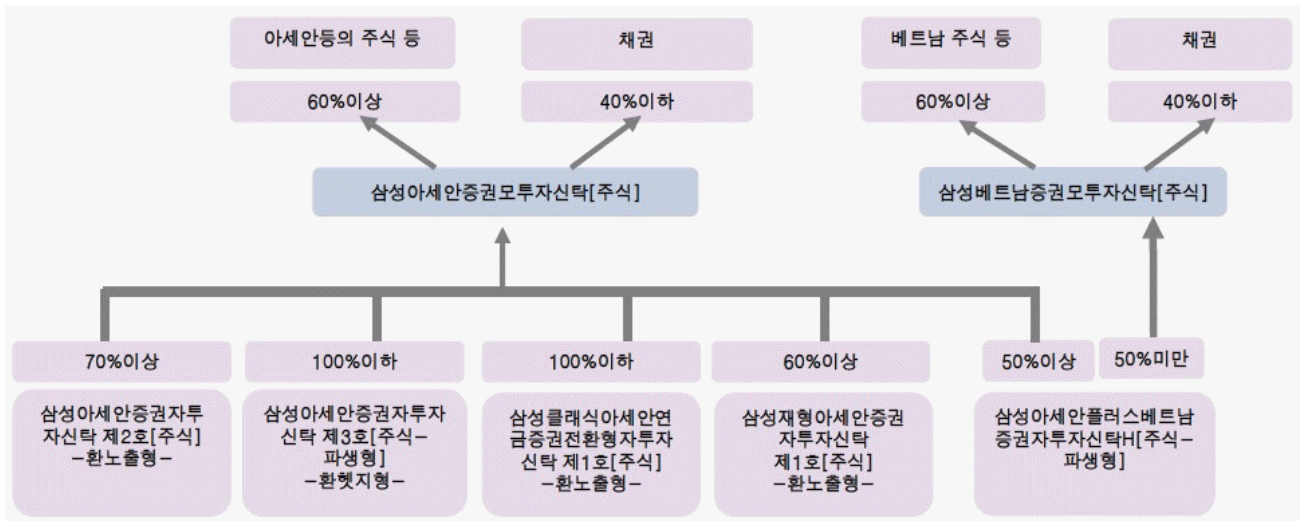 아세안등의 주식 등
채권
베트남 주식 등
채권
60%이상
40%이하
60%이상
40%이하
삼성아세안증권모투자신탁[주식]
삼성베트남증권모투자신탁[주식]
70%이상
100%이하
100%이하
60%이상
50%이상
50%미만
삼성아세안증권자투
자신탁 제2호[주식]
-환노출형-
삼성아세안증권자투자
신탁 제3호[주식-
파생형]
-환헷지형-
삼성클래식아세안연
금증권전환형자투자
신탁 제1호[주식]
-환노출형-
삼성재형아세안증권
자투자신탁
제1호[주식]
-환노출형-
삼성아세안플러스베트남
증권자투자신탁H[주식-
파생형]